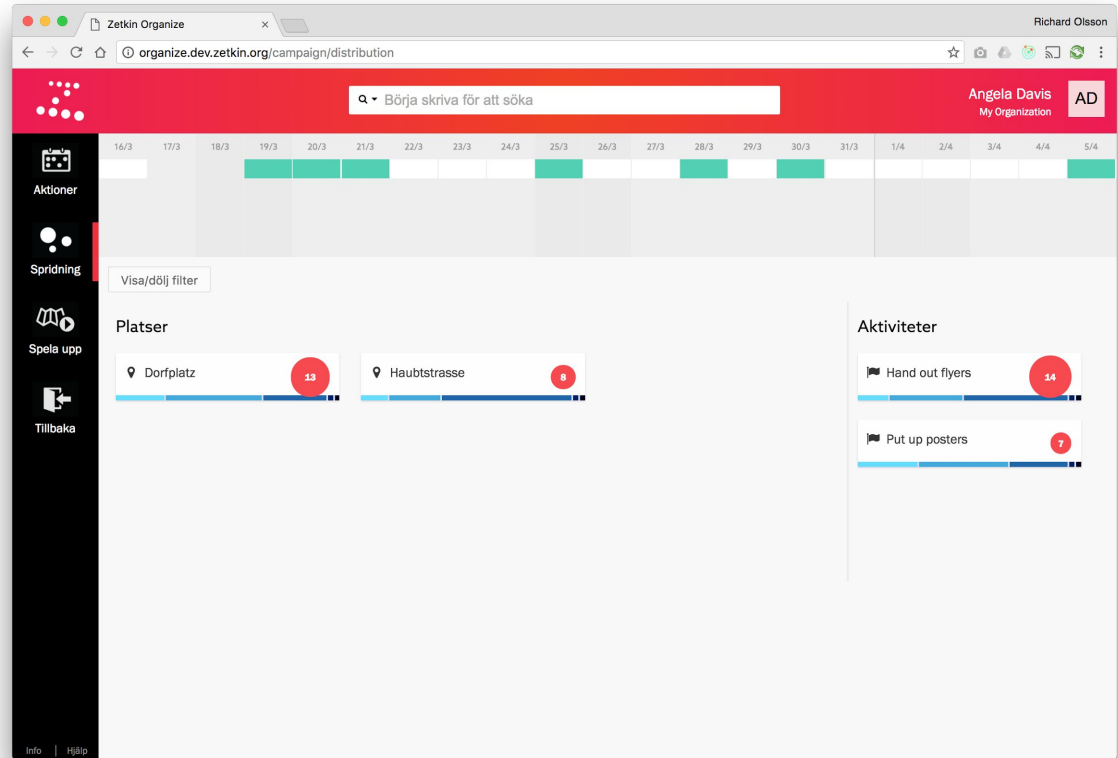 Zetkin Organize
Richard Olsson
organize.dev.zetkin.org/campaign/distribution
Börja skriva för att söka
Angela Davis
My Organization
AD
Aktioner
Spridning
Spela upp
Tillbaka
Info | Hjälp
16/3 17/3 18/3 19/3 20/3 21/3 22/3 23/3 24/3 25/3 26/3 27/3 28/3 29/3 30/3 31/3 1/4 2/4 3/4 4/4 5/4
Visa/dölj filter
Platser
Dorfplatz 13
Haubtstrasse 8
Aktiviteter
Hand out flyers 14
Put up posters 7